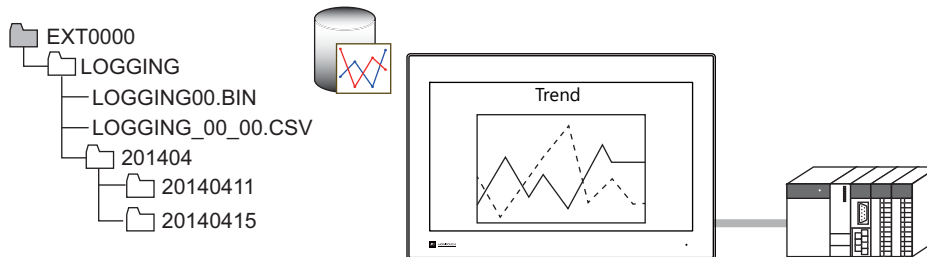 EXT0000
LOGGING
LOGGING00.BIN
LOGGING_00_00.CSV
201404
20140411
20140415
Trend